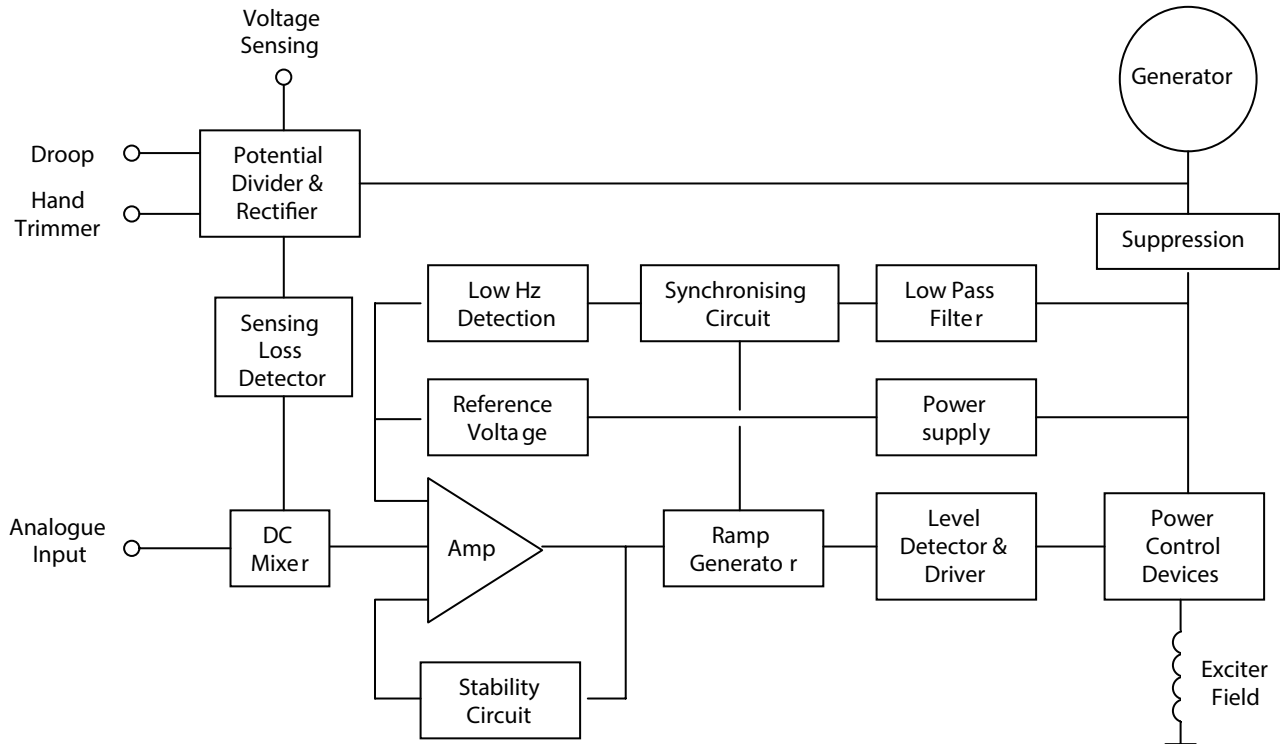 Voltage
Sensing
Generator
Droop
Hand
Trimmer
Potential
Divider &
Rectifier
Suppression
Sensing
Loss
Detector
Low Hz
Detection
Synchronising
Circuit
Low Pass
Filter
Reference
Voltage
Power
supply
Analogue
Input
DC
Mixer
Amp
Ramp
Generator
Level
Detector &
Driver
Power
Control
Devices
Stability
Circuit
Exciter
Field